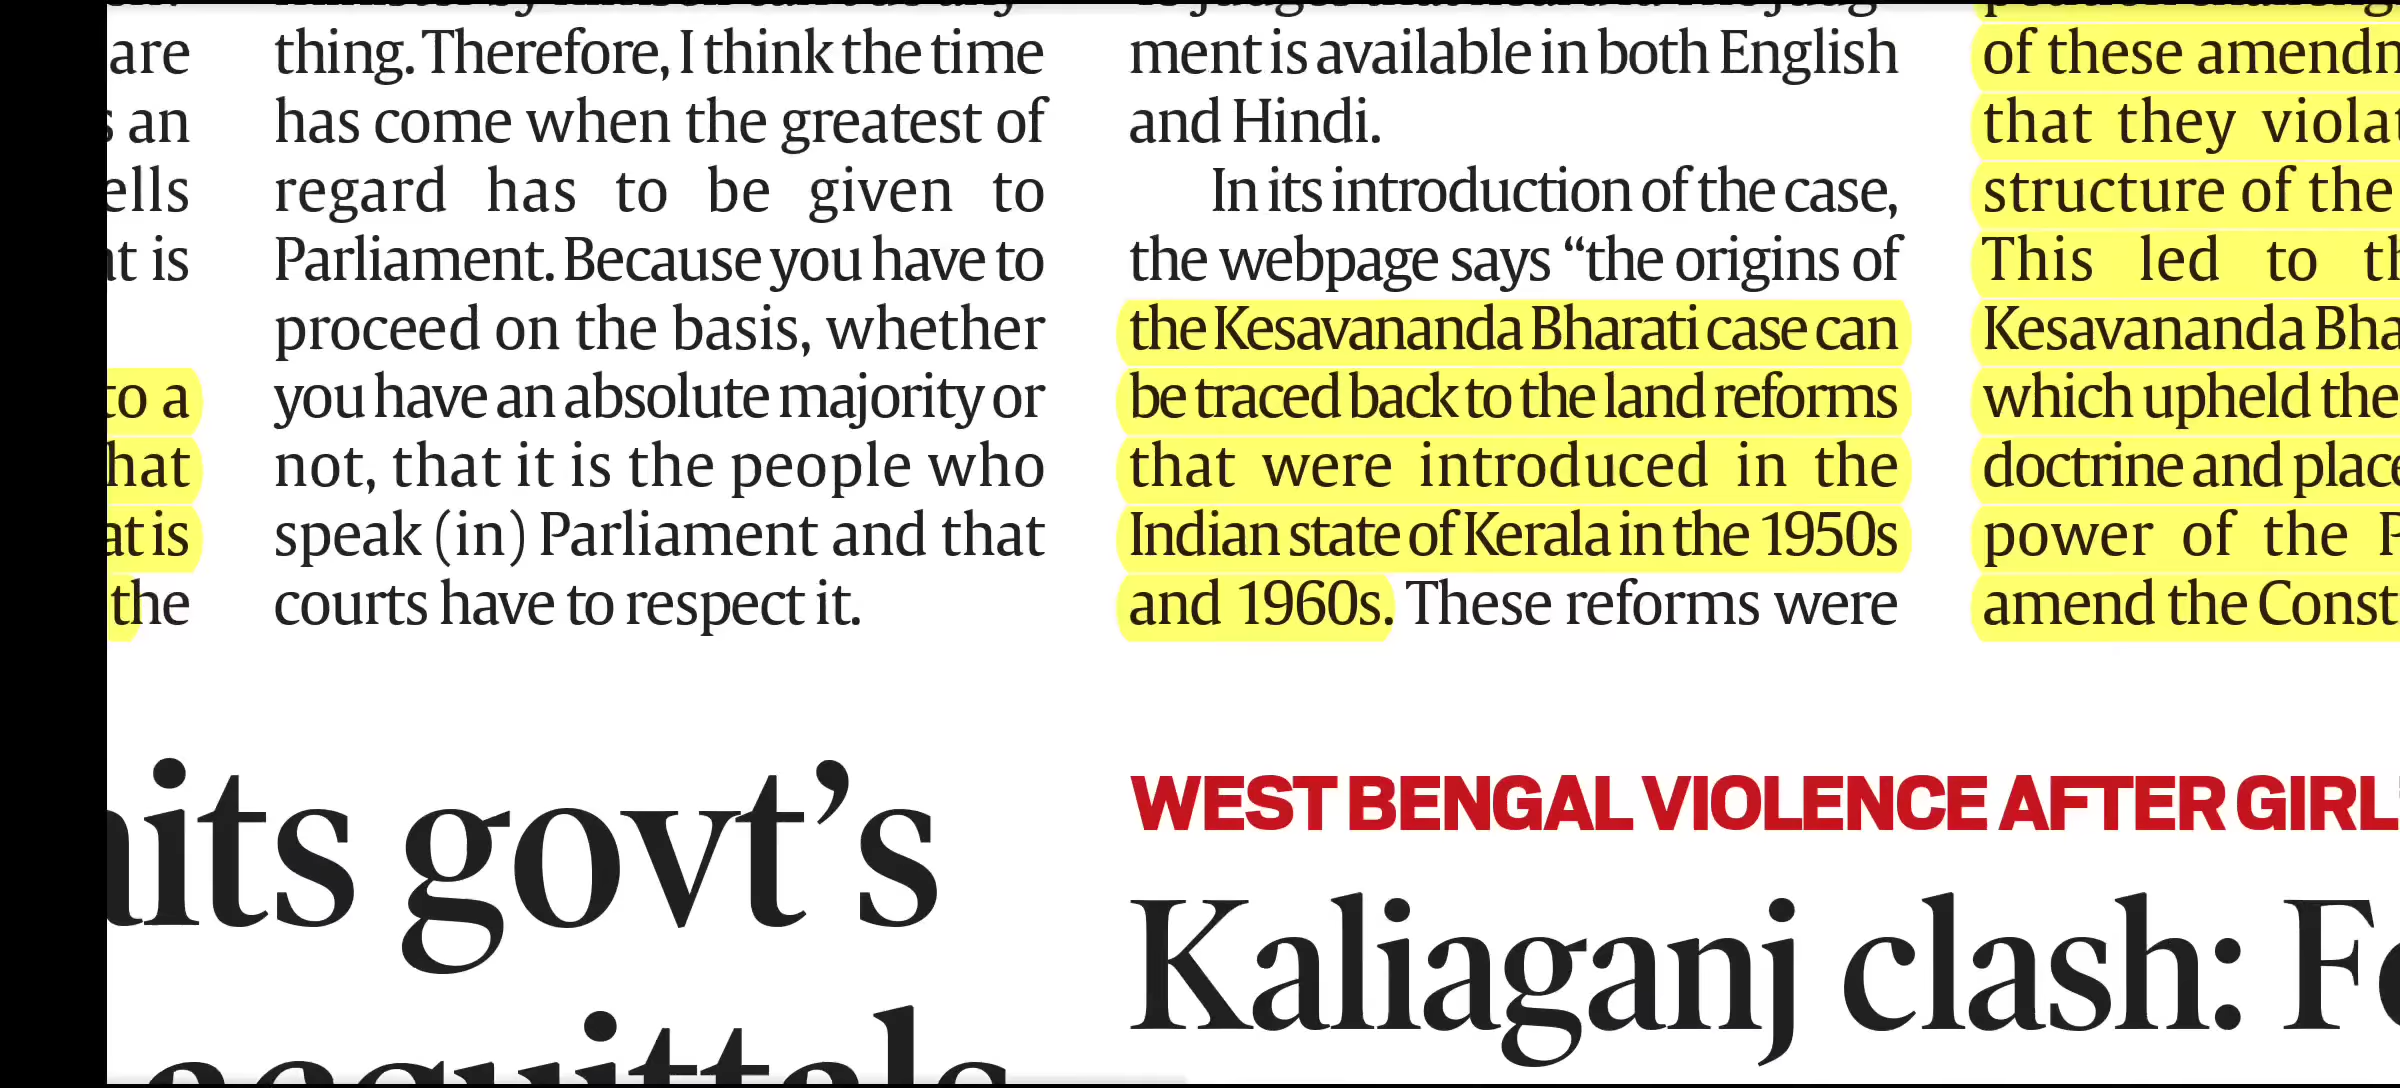 are
an
at is
to a
hat
at is
the
thing. Therefore, I think the time
has come when the greatest of
regard has to be given to
Parliament. Because you have to
proceed on the basis, whether
you have an absolute majority or
not, that it is the people who
speak (in) Parliament and that
courts have to respect it.
ment is available in both English
and Hindi.
In its introduction of the case,
the webpage says “the origins of
the Kesavananda Bharati case can
be traced back to the land reforms
that were introduced in the
Indian state of Kerala in the 1950s
and 1960s. These reforms were
of these amendm
that they violat
structure of the
This led to th
Kesavananda Bha
which upheld the
doctrine and place
power of the P
amend the Const
its govt’s
acquittals
WEST BENGAL VIOLENCE AFTER GIRL’
Kaliaganj clash: Fo